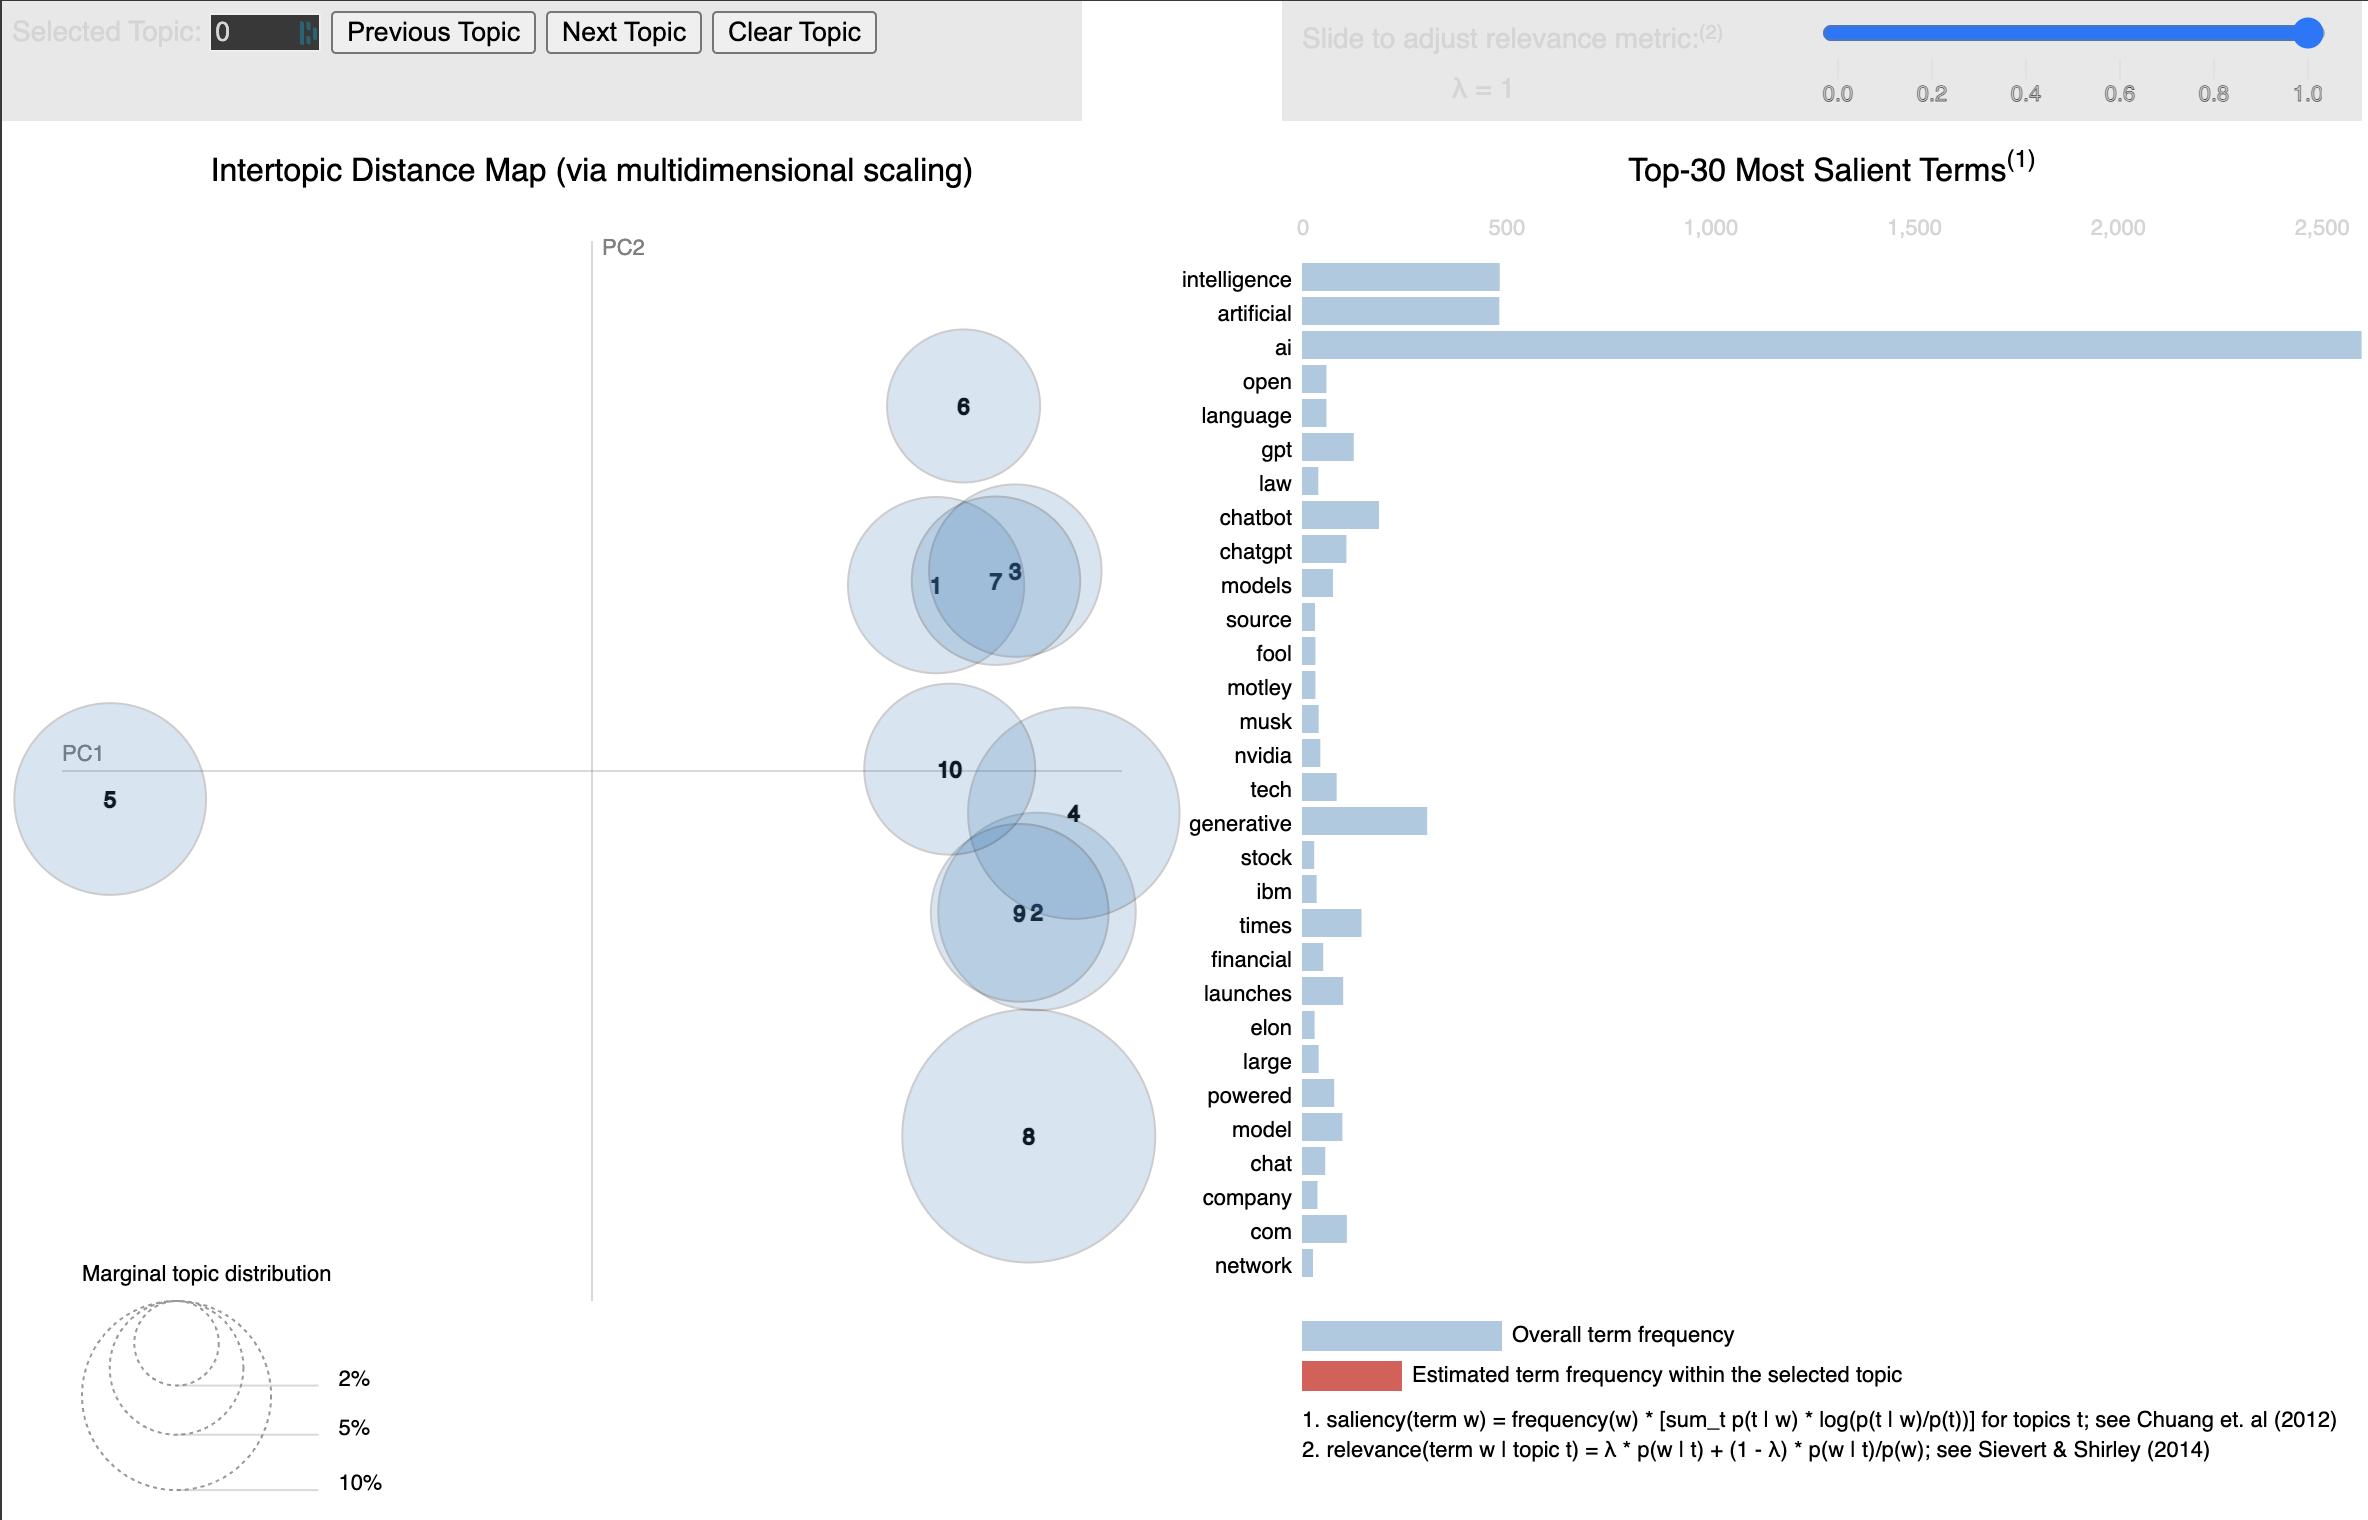 Selected Topic: 0 Previous Topic Next Topic Clear Topic
Slide to adjust relevance metric:(2)
λ = 1
0.0 0.2 0.4 0.6 0.8 1.0
Intertopic Distance Map (via multidimensional scaling)
PC2
PC1
6
1
7
3
10
5
4
9
2
8
Marginal topic distribution
2%
5%
10%
Top-30 Most Salient Terms(1)
0 500 1,000 1,500 2,000 2,500
intelligence
artificial
ai
open
language
gpt
law
chatbot
chatgpt
models
source
fool
motley
musk
nvidia
tech
generative
stock
ibm
times
financial
launches
elon
large
powered
model
chat
company
com
network
Overall term frequency
Estimated term frequency within the selected topic
1. saliency(term w) = frequency(w) * [sum_t p(t | w) * log(p(t | w)/p(t))] for topics t; see Chuang et. al (2012)
2. relevance(term w | topic t) = λ * p(w | t) + (1 - λ) * p(w | t)/p(w); see Sievert & Shirley (2014)